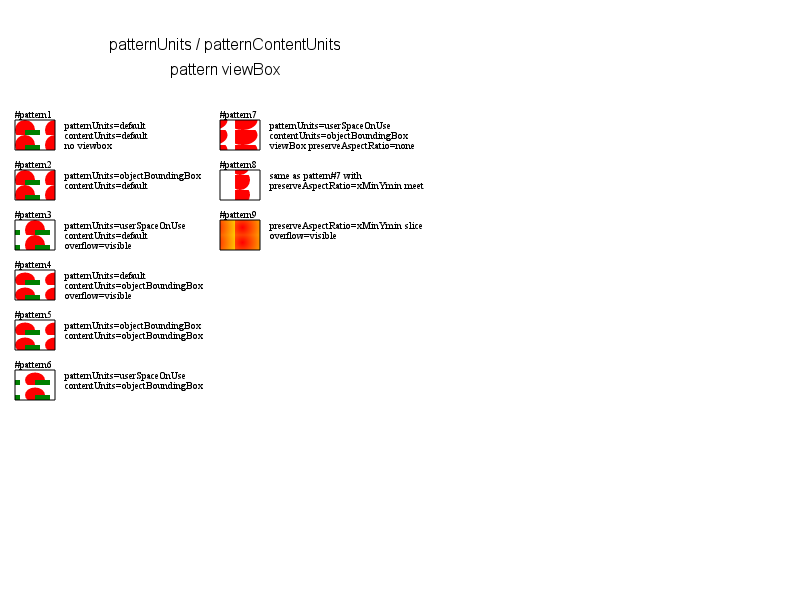 patternUnits / patternContentUnits
pattern viewBox
#pattern1
patternUnits=default
contentUnits=default
no viewbox
#pattern2
patternUnits=objectBoundingBox
contentUnits=default
#pattern3
patternUnits=userSpaceOnUse
contentUnits=default
overflow=visible
#pattern4
patternUnits=default
contentUnits=objectBoundingBox
overflow=visible
#pattern5
patternUnits=objectBoundingBox
contentUnits=objectBoundingBox
#pattern6
patternUnits=userSpaceOnUse
contentUnits=objectBoundingBox
#pattern7
patternUnits=userSpaceOnUse
contentUnits=objectBoundingBox
viewBox preserveAspectRatio=none
#pattern8
same as pattern#7 with
preserveAspectRatio=xMinYmin meet
#pattern9
preserveAspectRatio=xMinYmin slice
overflow=visible